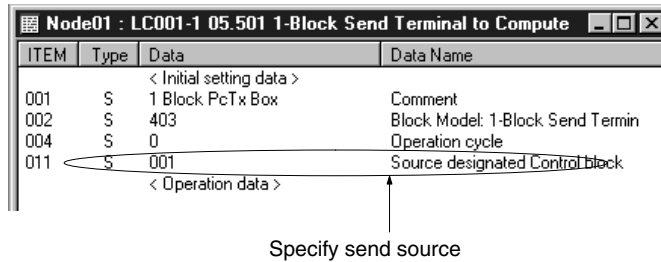 Node01 : LC001-1 05.501 1-Block Send Terminal to Compute
ITEM Type Data Data Name
< Initial setting data >
001 S 1 Block PcTx Box Comment
002 S 403 Block Model: 1-Block Send Termin
004 S 0 Operation cycle
011 S 001 Source designated Control block
< Operation data >
Specify send source